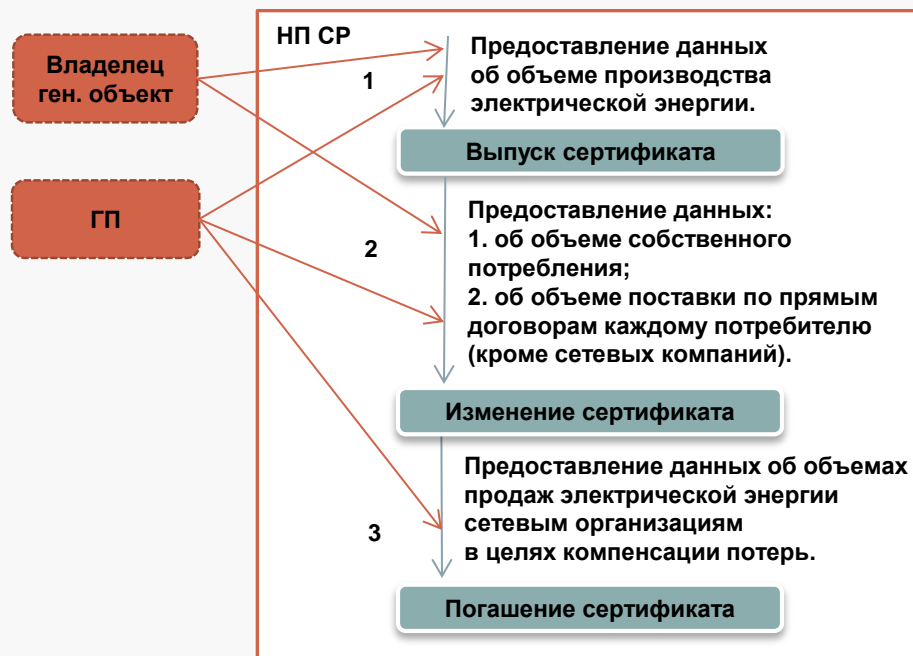 НП СР
Владелец
ген. объект
ГП
1
Предоставление данных
об объеме производства
электрической энергии.
Выпуск сертификата
2
Предоставление данных:
1. об объеме собственного
потребления;
2. об объеме поставки по прямым
договорам каждому потребителю
(кроме сетевых компаний).
Изменение сертификата
3
Предоставление данных об объемах
продаж электрической энергии
сетевым организациям
в целях компенсации потерь.
Погашение сертификата